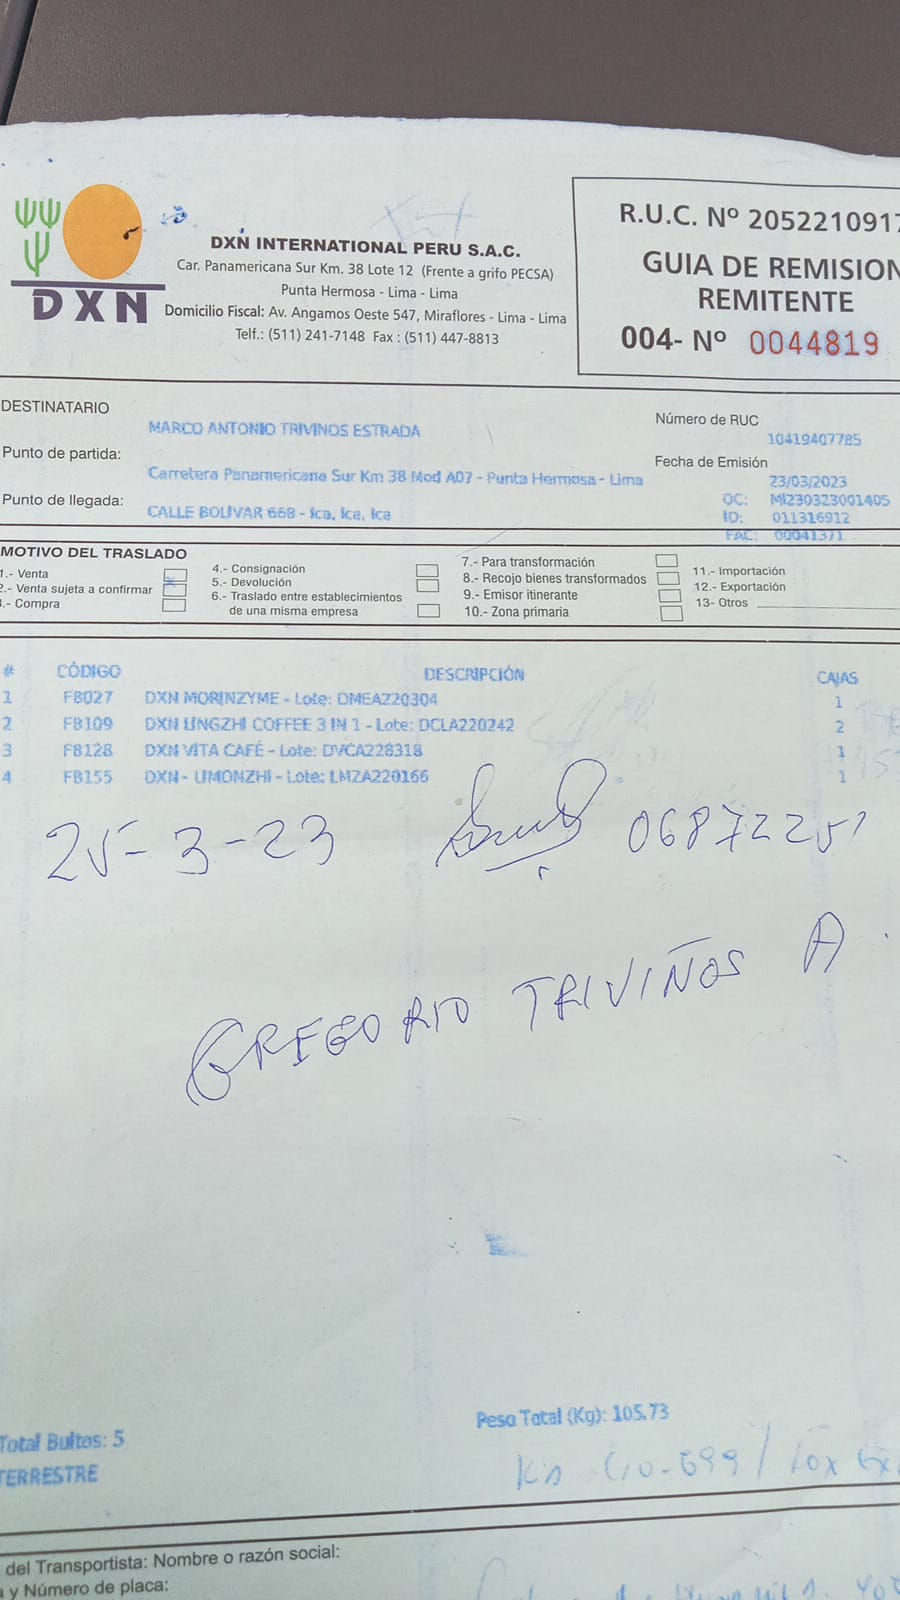 DXN
DXN INTERNATIONAL PERU S.A.C.
Car. Panamericana Sur Km. 38 Lote 12 (Frente a grifo PECSA)
Punta Hermosa - Lima - Lima
Domicilio Fiscal: Av. Angamos Oeste 547, Miraflores - Lima - Lima
Telf.: (511) 241-7148 Fax : (511) 447-8813
R.U.C. Nº 2052210917
GUIA DE REMISION
REMITENTE
004- Nº 0044819
DESTINATARIO
MARCO ANTONIO TRIVINOS ESTRADA
Número de RUC
10419407785
Punto de partida:
Carretera Panamericana Sur Km 38 Mod A07 - Punta Hermosa - Lima
Fecha de Emisión
23/03/2023
Punto de llegada:
CALLE BOLIVAR 668 - Ica, Ica, Ica
OC: MI230323001405
ID: 011316912
FAC: 00041371
MOTIVO DEL TRASLADO
1.- Venta
2.- Venta sujeta a confirmar
3.- Compra
4.- Consignación
5.- Devolución
6.- Traslado entre establecimientos
de una misma empresa
7.- Para transformación
8.- Recojo bienes transformados
9.- Emisor itinerante
10.- Zona primaria
11.- Importación
12.- Exportación
13- Otros
# CÓDIGO DESCRIPCIÓN CAJAS
1 FB027 DXN MORINZYME - Lote: DMEA220304 1
2 FB109 DXN LINGZHI COFFEE 3 IN 1 - Lote: DCLA220242 2
3 FB128 DXN VITA CAFÉ - Lote: DVCA228318 1
4 FB155 DXN - LIMONZHI - Lote: LMZA220166 1
25-3-23 06872251
GREGORIO TRIVIÑOS A
Peso Total (Kg): 105.73
Total Bultos: 5
TERRESTRE
del Transportista: Nombre o razón social:
y Número de placa: